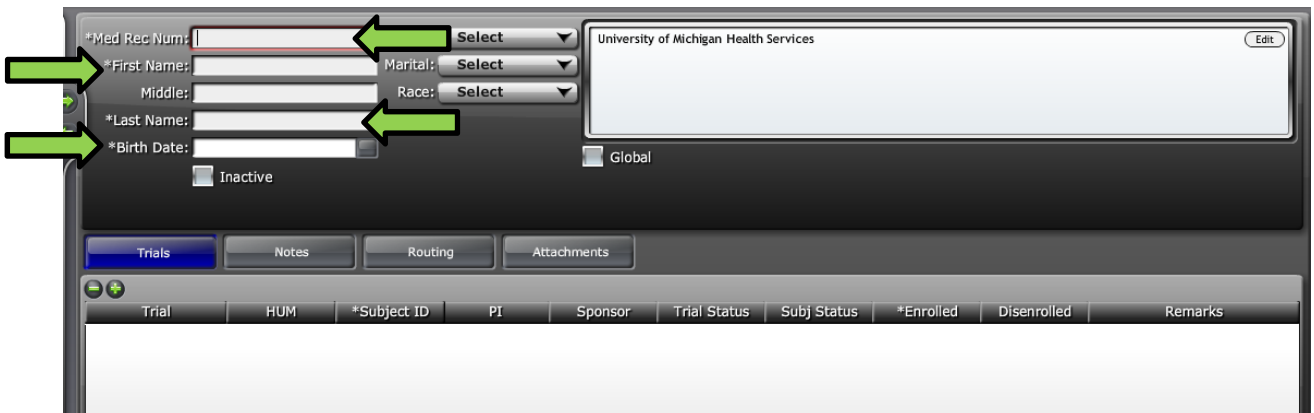 *Med Rec Num: Select University of Michigan Health Services Edit
*First Name: Marital: Select
Middle: Race: Select
*Last Name:
*Birth Date:
Global
Inactive
Trials Notes Routing Attachments
Trial HUM *Subject ID PI Sponsor Trial Status Subj Status *Enrolled Disenrolled Remarks